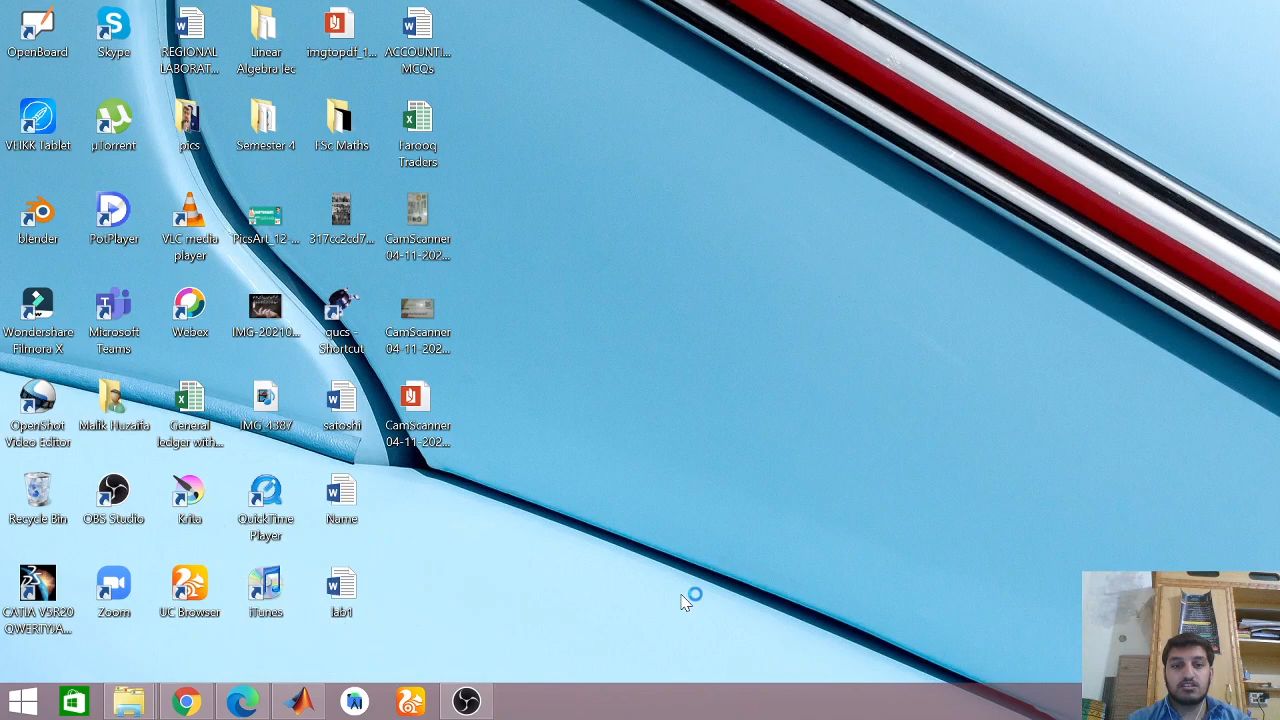 OpenBoard
Skype
REGIONAL
LABORAT...
Linear
Algebra lec
imgtopdf_1...
ACCOUNTI...
MCQs
VEIKK Tablet
µTorrent
pics
Semester 4
FSc Maths
Farooq
Traders
blender
PotPlayer
VLC media
player
PicsArt_12 ...
317cc2cd7...
CamScanner
04-11-202...
Wondershare
Filmora X
Microsoft
Teams
Webex
IMG-20210...
qucs -
Shortcut
CamScanner
04-11-202...
OpenShot
Video Editor
Malik Huzaifa
General
ledger with...
IMG 4387
satoshi
CamScanner
04-11-202...
Recycle Bin
OBS Studio
Krita
QuickTime
Player
Name
CATIA V5R20
QWERTYA...
Zoom
UC Browser
iTunes
lab1